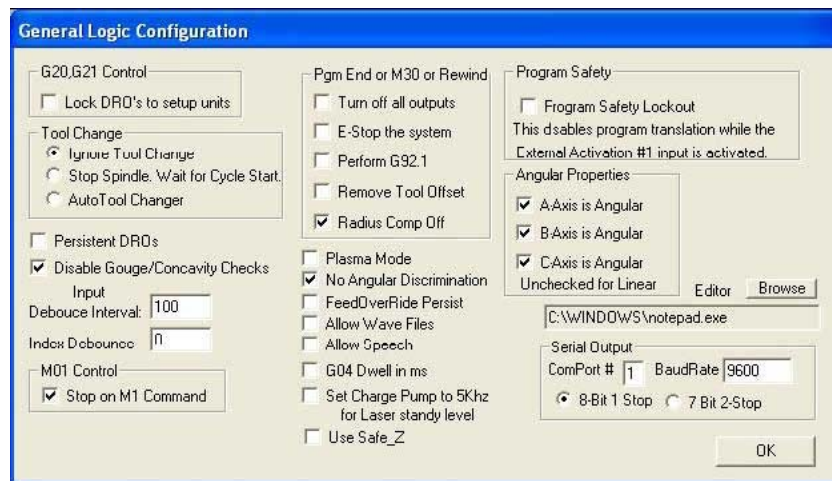 General Logic Configuration
G20,G21 Control
Lock DRO's to setup units
Tool Change
Ignore Tool Change
Stop Spindle. Wait for Cycle Start.
AutoTool Changer
Persistent DROs
Disable Gouge/Concavity Checks
Input
Debouce Interval: 100
Index Debounce 0
M01 Control
Stop on M1 Command
Pgm End or M30 or Rewind
Turn off all outputs
E-Stop the system
Perform G92.1
Remove Tool Offset
Radius Comp Off
Plasma Mode
No Angular Discrimination
FeedOverRide Persist
Allow Wave Files
Allow Speech
G04 Dwell in ms
Set Charge Pump to 5Khz
for Laser standy level
Use Safe_Z
Program Safety
Program Safety Lockout
This dsables program translation while the
External Activation #1 input is activated.
Angular Properties
A-Axis is Angular
B-Axis is Angular
C-Axis is Angular
Unchecked for Linear
Editor Browse
C:\WINDOWS\notepad.exe
Serial Output
ComPort # 1 BaudRate 9600
8-Bit 1 Stop 7 Bit 2-Stop
OK